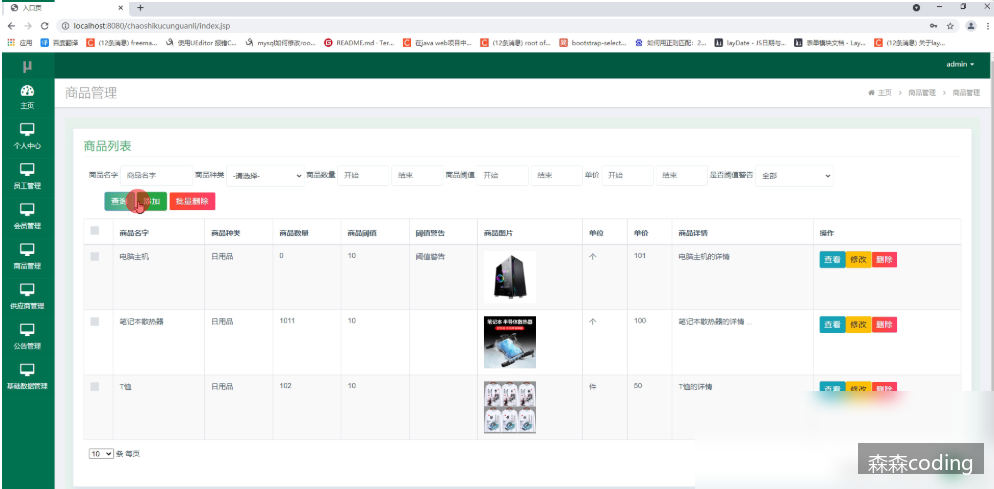 入口页
localhost:8080/chaoshikucunguanli/index.jsp
应用 百度翻译 (12条消息) freema... 使用UEditor 报错C... mysql如何修改roo... README.md · Ter... 在java web项目中... (12条消息) root of... bootstrap-select... 如何用正则匹配：2... layDate - JS日期与... 表单模块文档 - Lay... (12条消息) 关于lay...
μ
admin
主页
个人中心
员工管理
会员管理
商品管理
供应商管理
公告管理
基础数据管理
商品管理
主页 > 商品管理 > 商品管理
商品列表
商品名字 商品名字 商品种类 -请选择- 商品数量 开始 结束 商品阈值 开始 结束 单价 开始 结束 是否阈值警告 全部
添加 批量删除
商品名字 商品种类 商品数量 商品阈值 阈值警告 商品图片 单位 单价 商品详情 操作
电脑主机 日用品 0 10 阈值警告 个 101 电脑主机的详情 查看 修改 删除
笔记本散热器 日用品 1011 10 个 100 笔记本散热器的详情 ... 查看 修改 删除
笔记本 半导体散热器
T恤 日用品 102 10 件 50 T恤的详情 查看 修改 删除
10 条 每页
森森coding